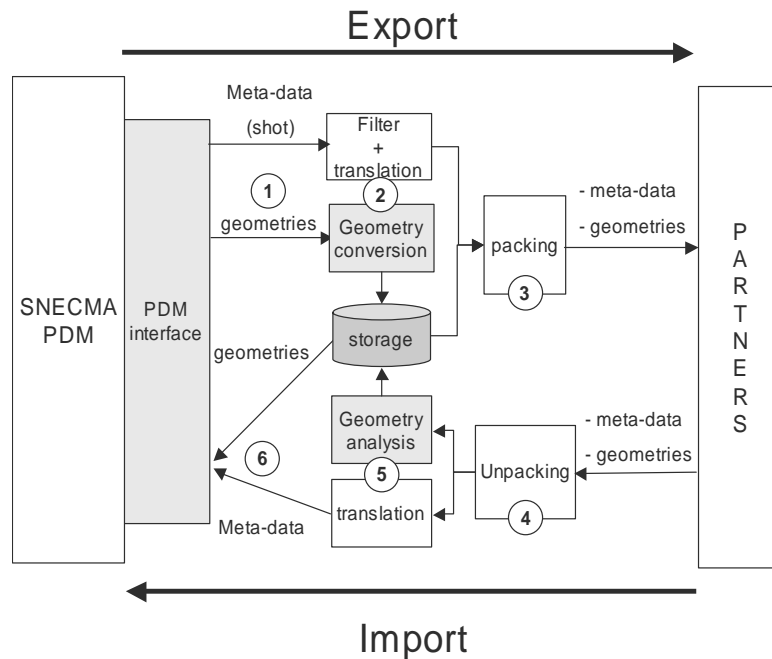 Export
SNECMA
PDM
PDM
interface
Meta-data
(shot)
1
geometries
Filter
+
translation
2
Geometry
conversion
storage
packing
3
- meta-data
- geometries
P
A
R
T
N
E
R
S
geometries
Geometry
analysis
5
translation
6
Meta-data
Unpacking
4
- meta-data
- geometries
Import